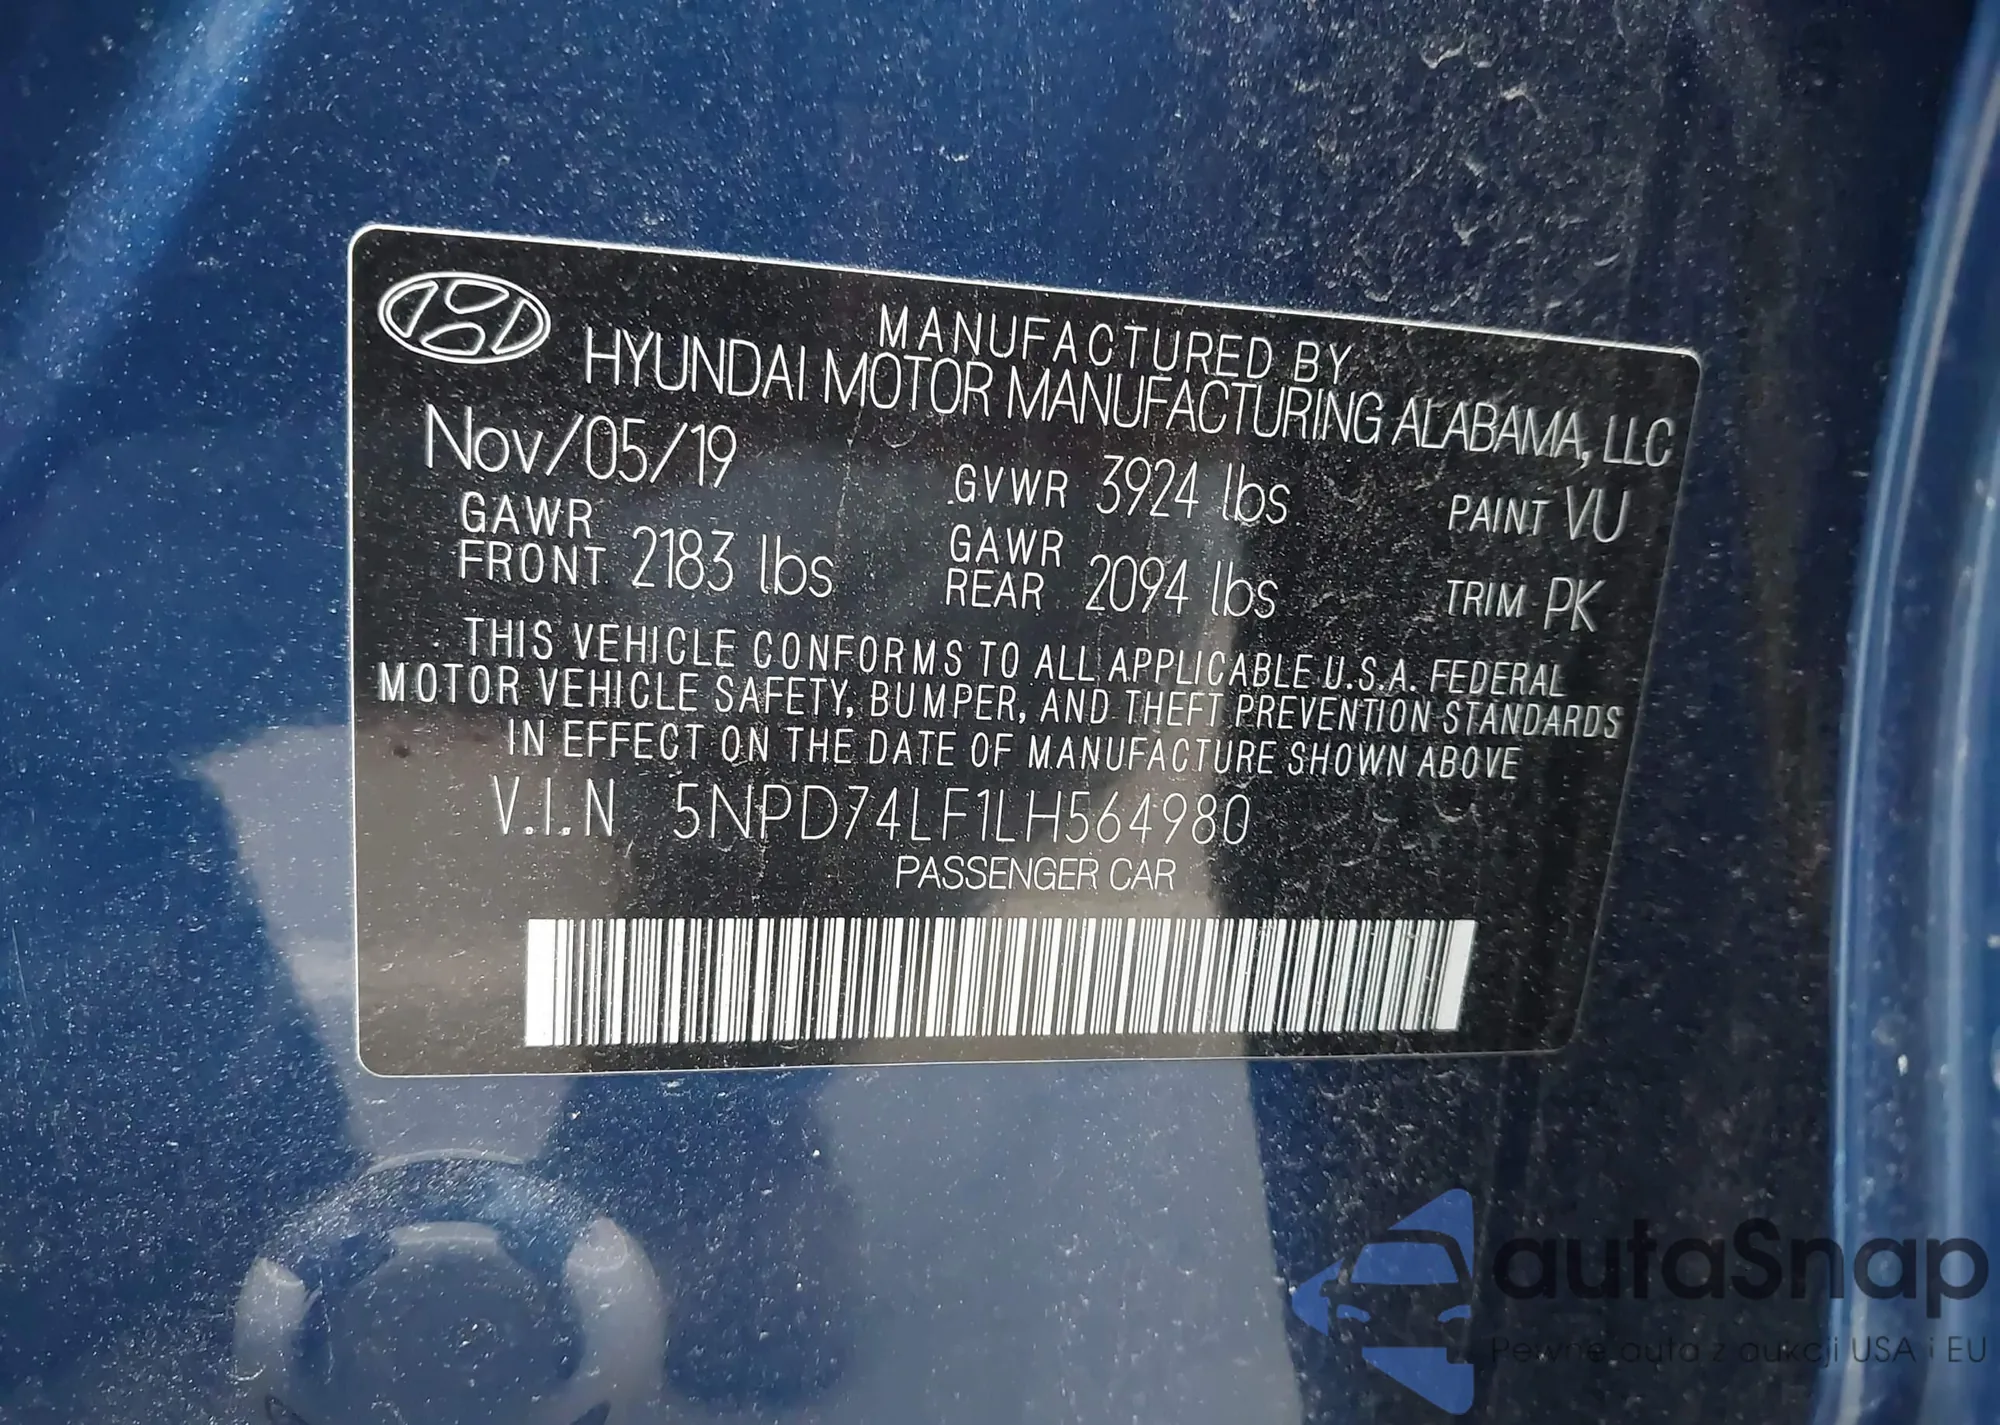 MANUFACTURED BY
HYUNDAI MOTOR MANUFACTURING ALABAMA, LLC
Nov/05/19 GVWR 3924 lbs PAINT VU
GAWR FRONT 2183 lbs GAWR REAR 2094 lbs TRIM PK
THIS VEHICLE CONFORMS TO ALL APPLICABLE U.S.A. FEDERAL
MOTOR VEHICLE SAFETY, BUMPER, AND THEFT PREVENTION STANDARDS
IN EFFECT ON THE DATE OF MANUFACTURE SHOWN ABOVE
V.I.N 5NPD74LF1LH564980
PASSENGER CAR
autaSnap
Pewne auta z aukcji USA i EU